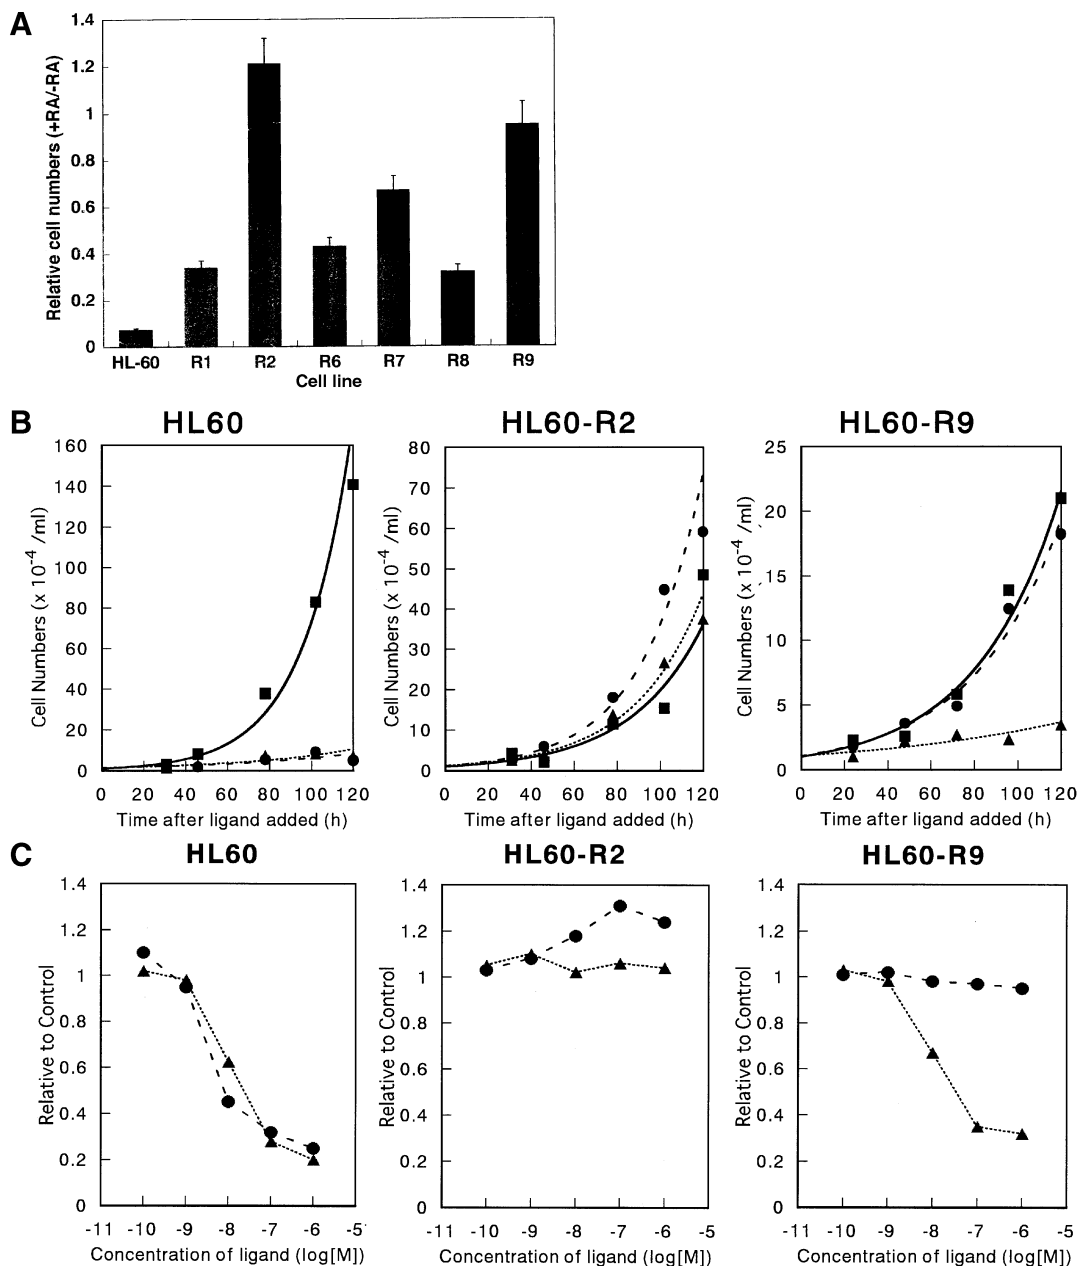 A
Relative cell numbers (+RA/-RA)
1.4
1.2
1
0.8
0.6
0.4
0.2
0
HL-60 R1 R2 R6 R7 R8 R9
Cell line
B
HL60
Cell Numbers (x 10⁻⁴ /ml)
160
140
120
100
80
60
40
20
0
0 20 40 60 80 100 120
Time after ligand added (h)
HL60-R2
Cell Numbers (x 10⁻⁴ /ml)
80
70
60
50
40
30
20
10
0
0 20 40 60 80 100 120
Time after ligand added (h)
HL60-R9
Cell Numbers (x 10⁻⁴ /ml)
25
20
15
10
5
0
0 20 40 60 80 100 120
Time after ligand added (h)
C
HL60
Relative to Control
1.4
1.2
1
0.8
0.6
0.4
0.2
0
-11 -10 -9 -8 -7 -6 -5
Concentration of ligand (log[M])
HL60-R2
Relative to Control
1.4
1.2
1
0.8
0.6
0.4
0.2
0
-11 -10 -9 -8 -7 -6 -5
Concentration of ligand (log[M])
HL60-R9
Relative to Control
1.4
1.2
1
0.8
0.6
0.4
0.2
0
-11 -10 -9 -8 -7 -6 -5
Concentration of ligand (log[M])